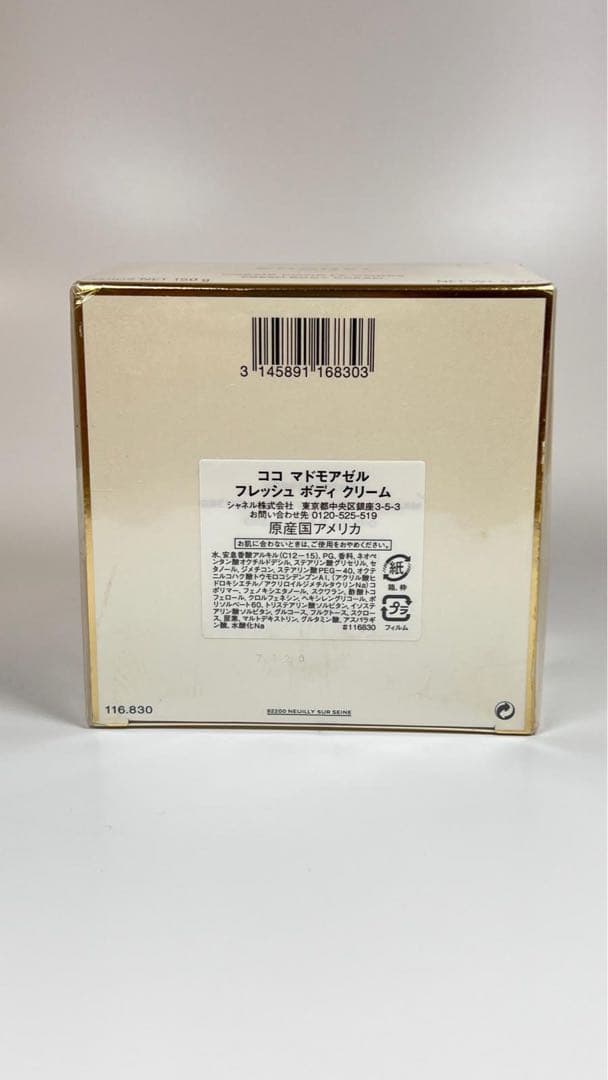 NET 150 g
3 145891 168303
ココ マドモアゼル
フレッシュ ボディ クリーム
シャネル株式会社 東京都中央区銀座3-5-3
お問い合わせ先 0120-525-519
原産国アメリカ
お肌に合わないときは、ご使用をおやめください。
水、安息香酸アルキル(C12-15)、PG、香料、ネオペ
ンタン酸オクチルドデシル、ステアリン酸グリセリル、セ
タノール、ジメチコン、ステアリン酸PEG-40、オクテ
ニルコハク酸トウモロコシデンプンAl、(アクリル酸ヒ
ドロキシエチル/アクリロイルジメチルタウリンNa)コ
ポリマー、フェノキシエタノール、スクワラン、酢酸トコ
フェロール、クロルフェネシン、ヘキシレングリコール、ポ
リソルベート60、トリステアリン酸ソルビタン、イソステ
アリン酸ソルビタン、グルコース、フルクトース、スクロー
ス、尿素、マルトデキストリン、グルタミン酸、アスパラギ
ン酸、水酸化Na
#116830
紙
箱、枠
プラ
フィルム
116.830
92200 NEUILLY SUR SEINE